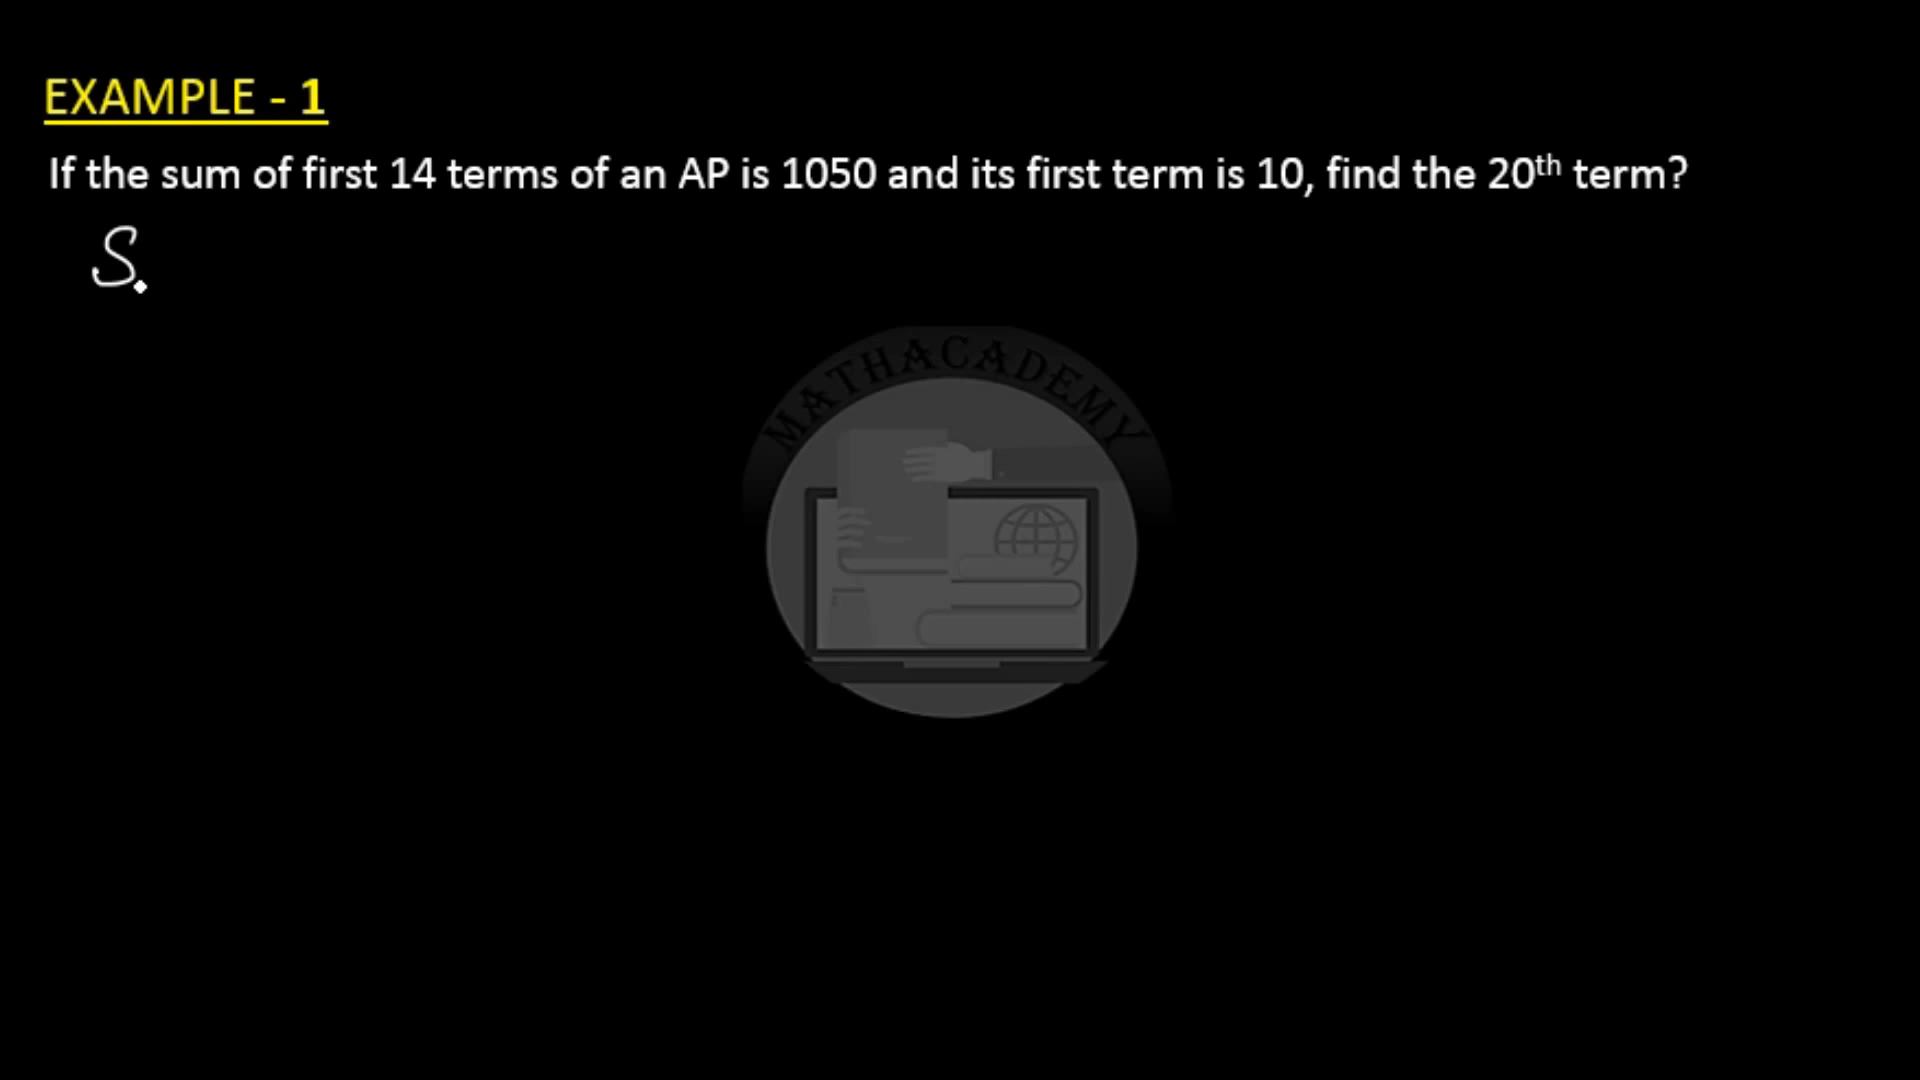 EXAMPLE - 1
If the sum of first 14 terms of an AP is 1050 and its first term is 10, find the 20th term?
S
MATHACADEMY